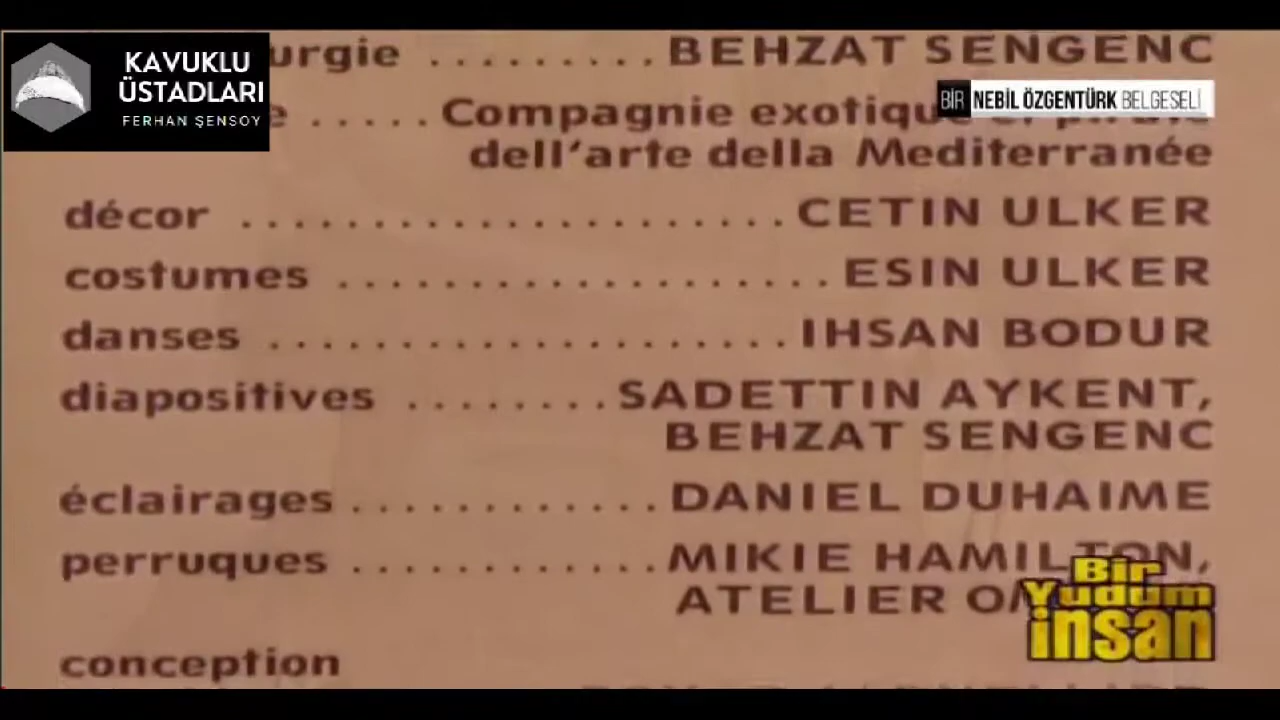 KAVUKLU
ÜSTADLARI
FERHAN ŞENSOY
BİR NEBİL ÖZGENTÜRK BELGESELİ
BEHZAT SENGENC
Compagnie
dell'arte della Mediterranée
décor ..................... CETIN ULKER
costumes ................... ESIN ULKER
danses .................... IHSAN BODUR
diapositives ........ SADETTIN AYKENT,
BEHZAT SENGENC
éclairages ............ DANIEL DUHAIME
perruques ............ MIKIE HAMILTON,
ATELIER
conception
Bir
Yudum
insan